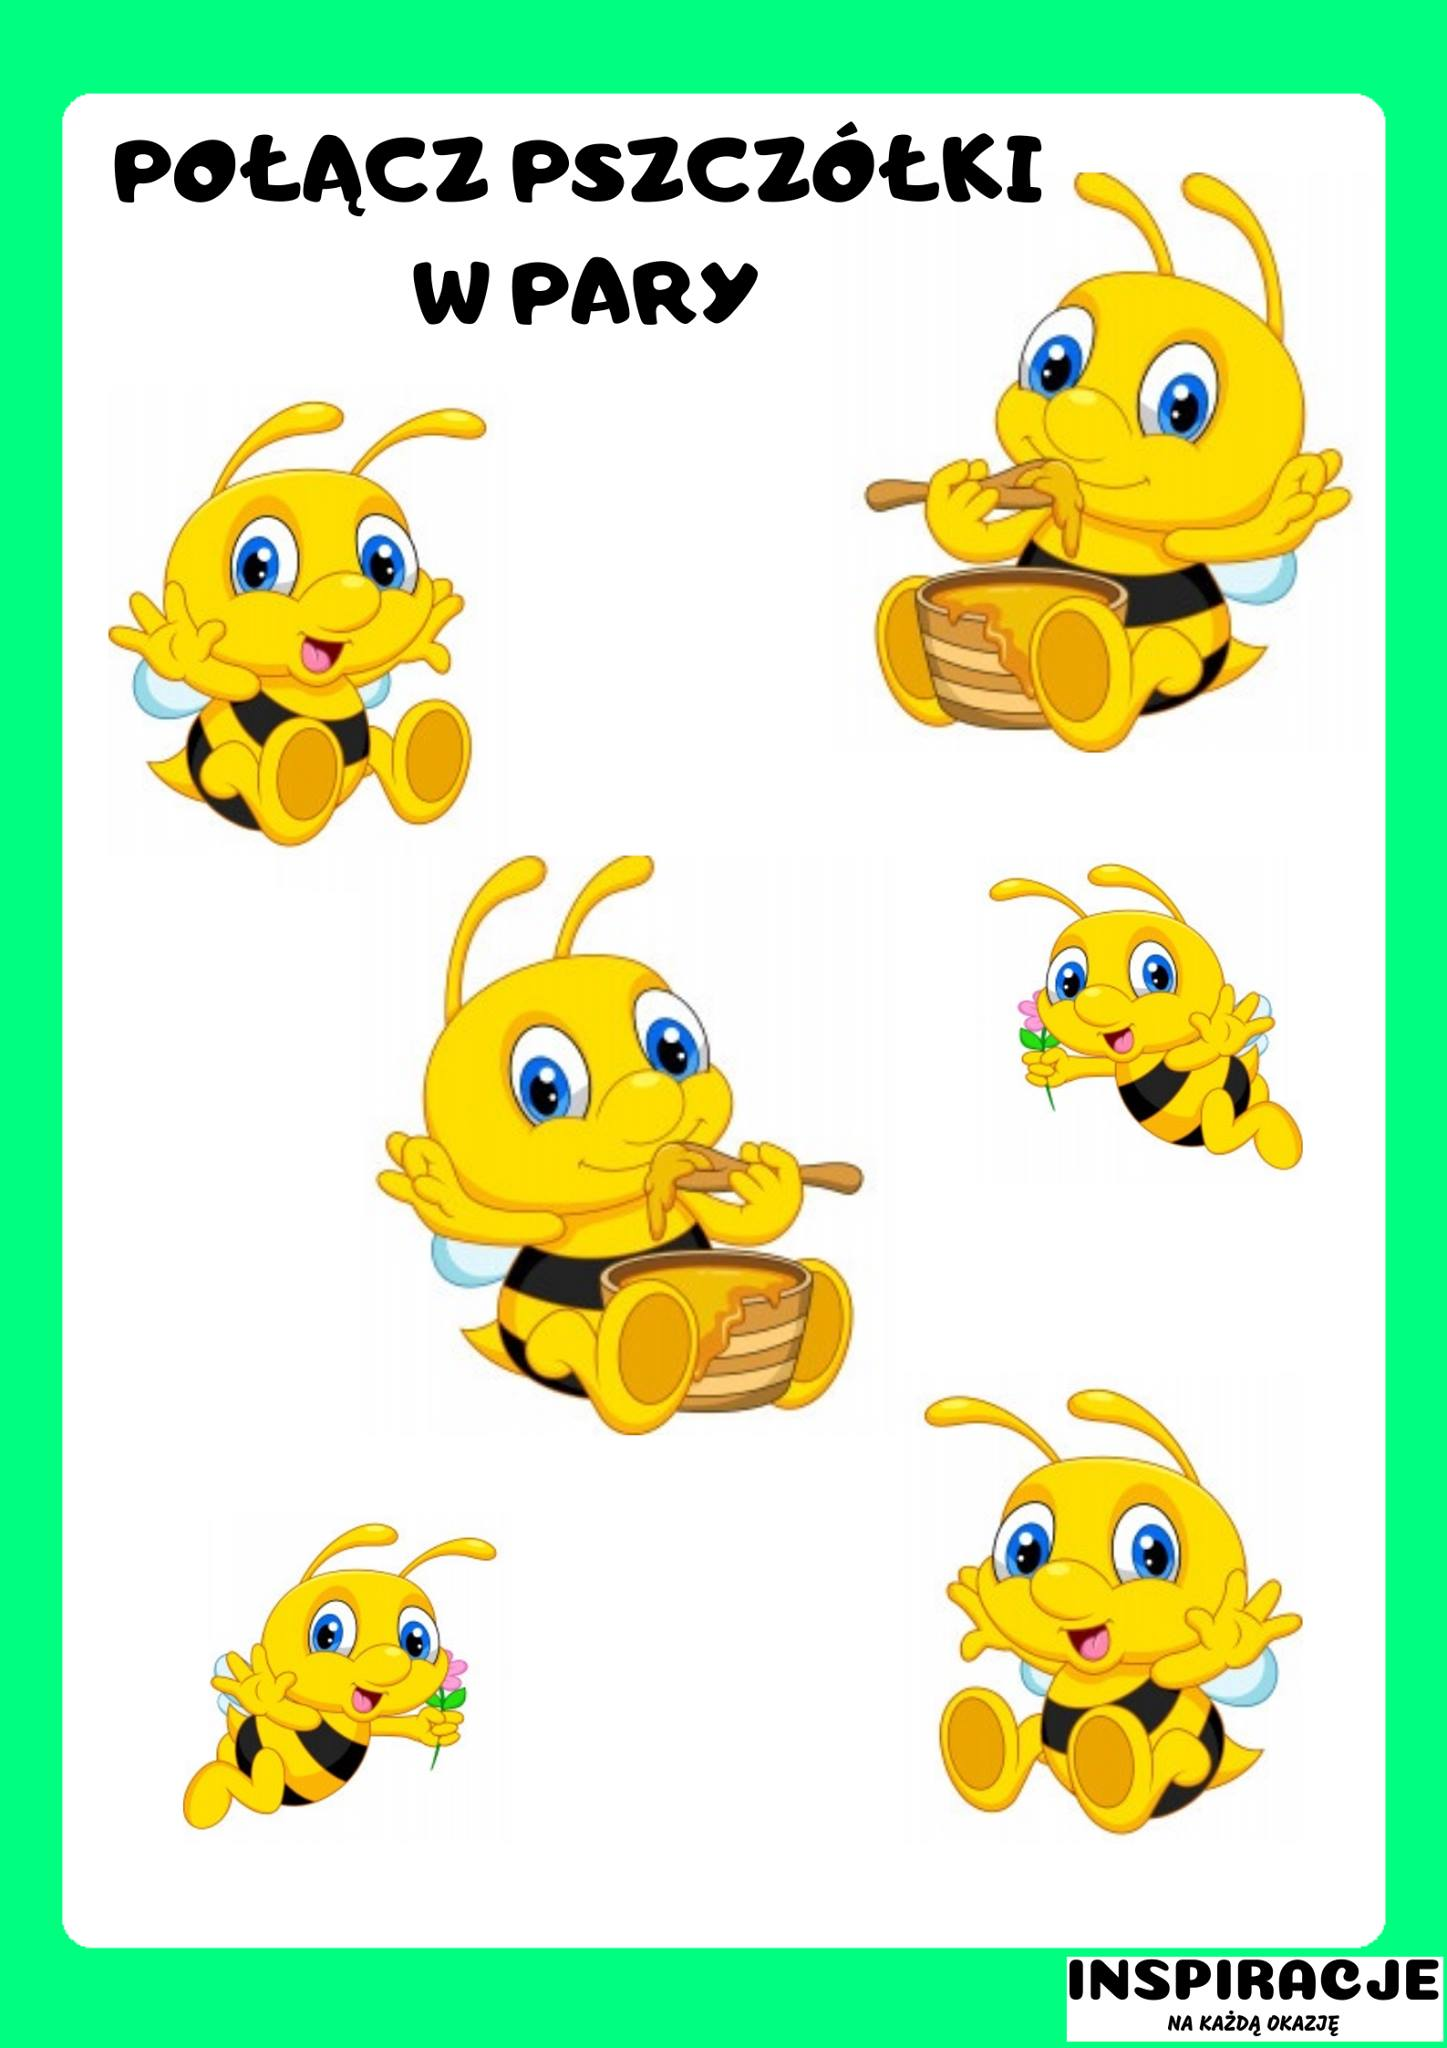 POŁĄCZ PSZCZÓŁKI
W PARY
INSPIRACJE
NA KAŻDĄ OKAZJĘ